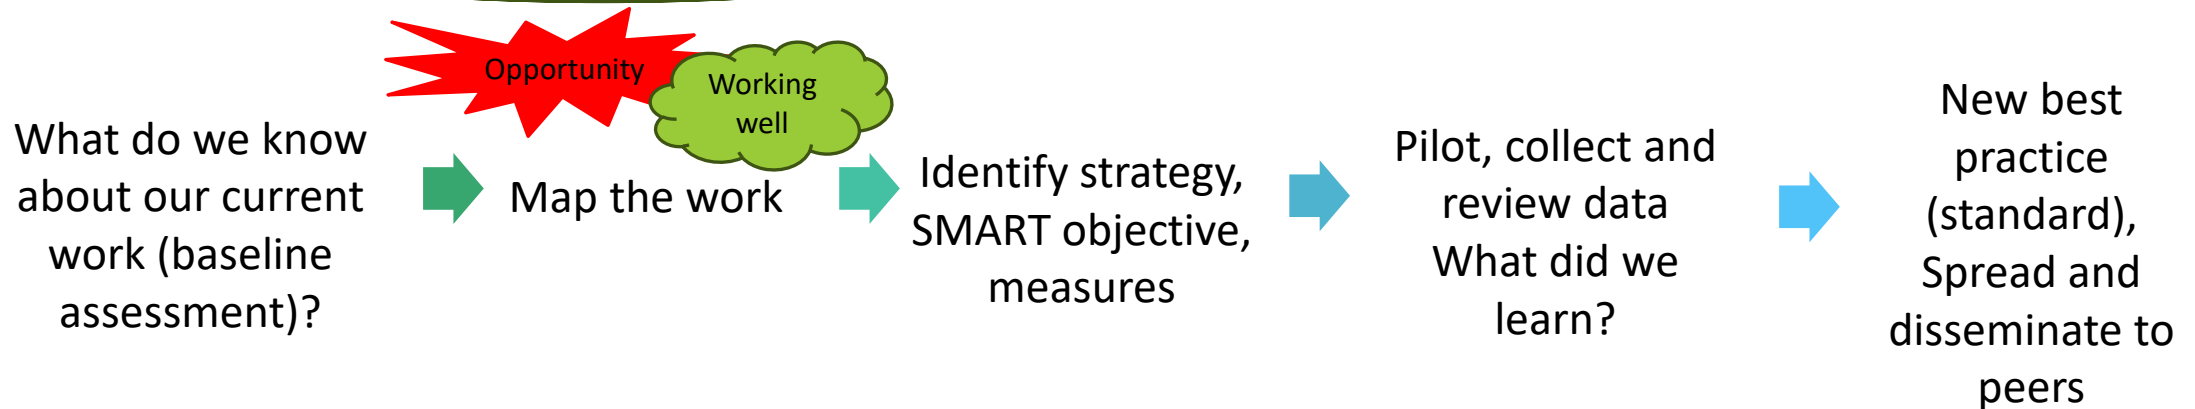 What do we know
about our current
work (baseline
assessment)?
Opportunity
Working
well
Map the work
Identify strategy,
SMART objective,
measures
Pilot, collect and
review data
What did we
learn?
New best
practice
(standard),
Spread and
disseminate to
peers